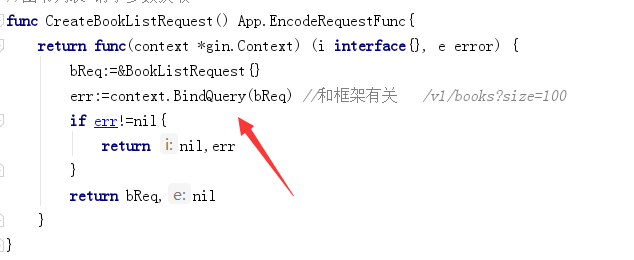 func CreateBookListRequest() App.EncodeRequestFunc{
return func(context *gin.Context) (i interface{}, e error) {
bReq:=&BookListRequest{}
err:=context.BindQuery(bReq) //和框架有关 /v1/books?size=100
if err!=nil{
return i: nil,err
}
return bReq, e: nil
}
}